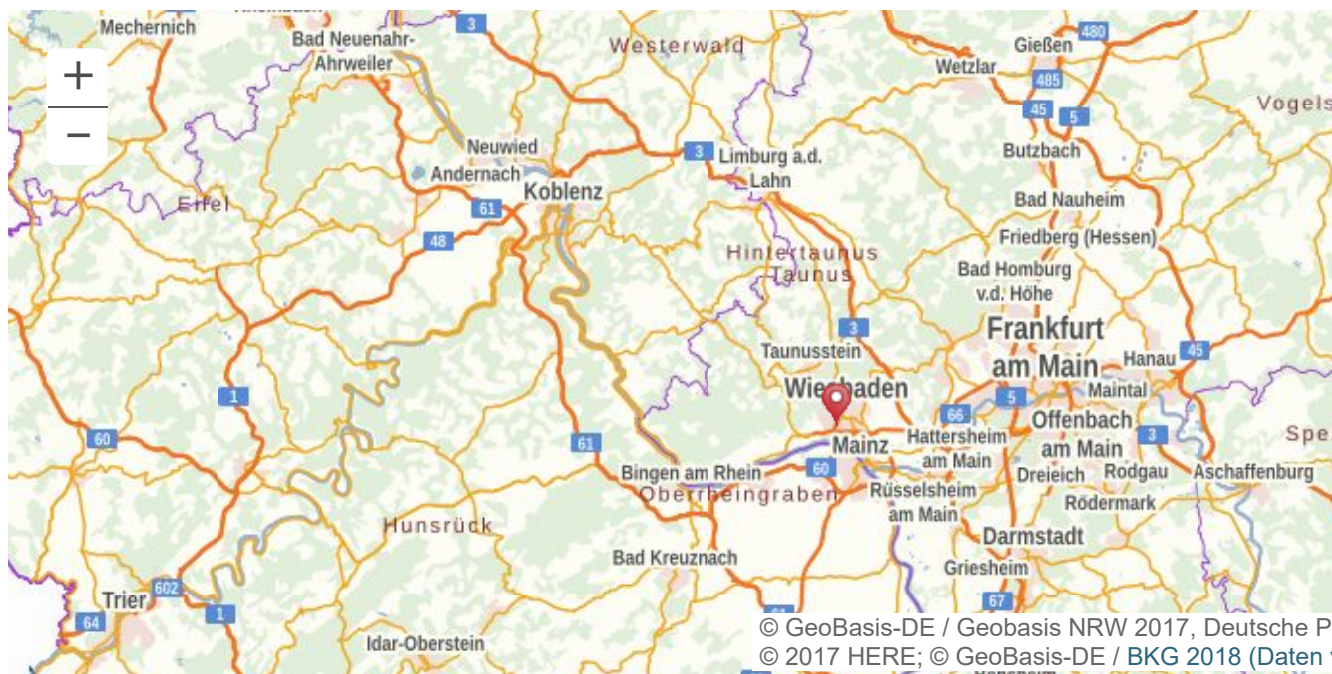 Mechernich
3
Westerwald
480
Bad Neuenahr-
Ahrweiler
Gießen
Wetzlar
485
+
−
45
5
Vogels
Neuwied
Andernach
3
Limburg a.d.
Lahn
Butzbach
Koblenz
Eifel
61
48
Bad Nauheim
Friedberg (Hessen)
Hintertaunus
Taunus
Bad Homburg
v.d. Höhe
3
Frankfurt
am Main
Taunusstein
Hanau
45
1
Wiesbaden
Maintal
5
66
Offenbach
am Main
60
61
Mainz
Hattersheim
am Main
3
Spe
Bingen am Rhein
60
Dreieich
Rodgau
Aschaffenburg
Oberrheingraben
Rüsselsheim
am Main
Rödermark
Hunsrück
Darmstadt
Bad Kreuznach
Griesheim
602
Trier
1
64
67
61
Idar-Oberstein
© GeoBasis-DE / Geobasis NRW 2017, Deutsche P
© 2017 HERE; © GeoBasis-DE / BKG 2018 (Daten v